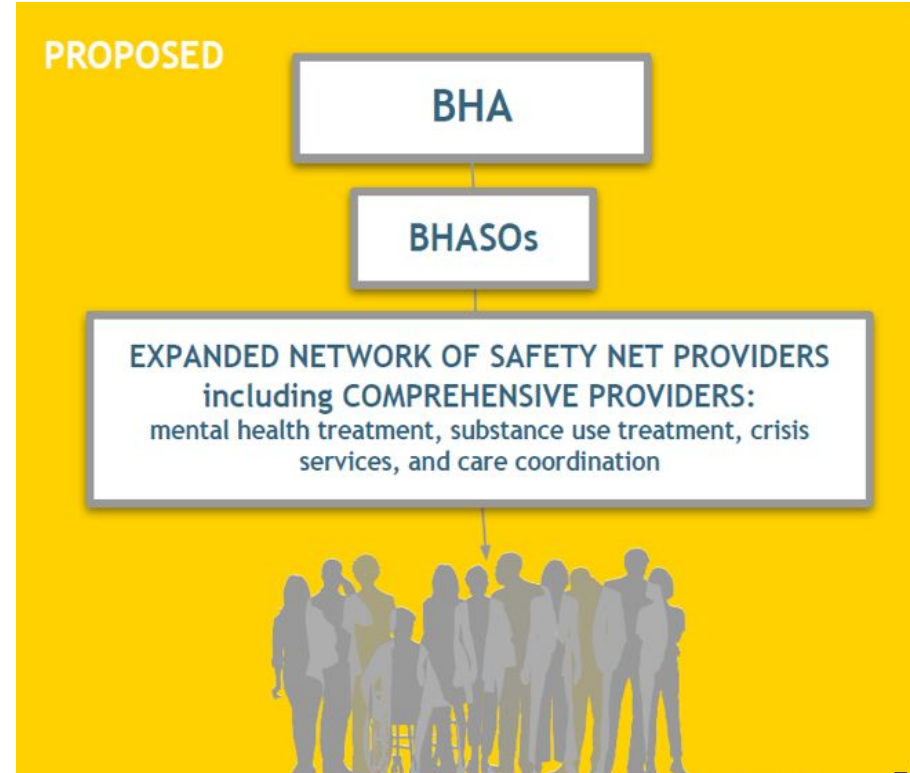 PROPOSED
BHA
BHASOs
EXPANDED NETWORK OF SAFETY NET PROVIDERS
including COMPREHENSIVE PROVIDERS:
mental health treatment, substance use treatment, crisis
services, and care coordination